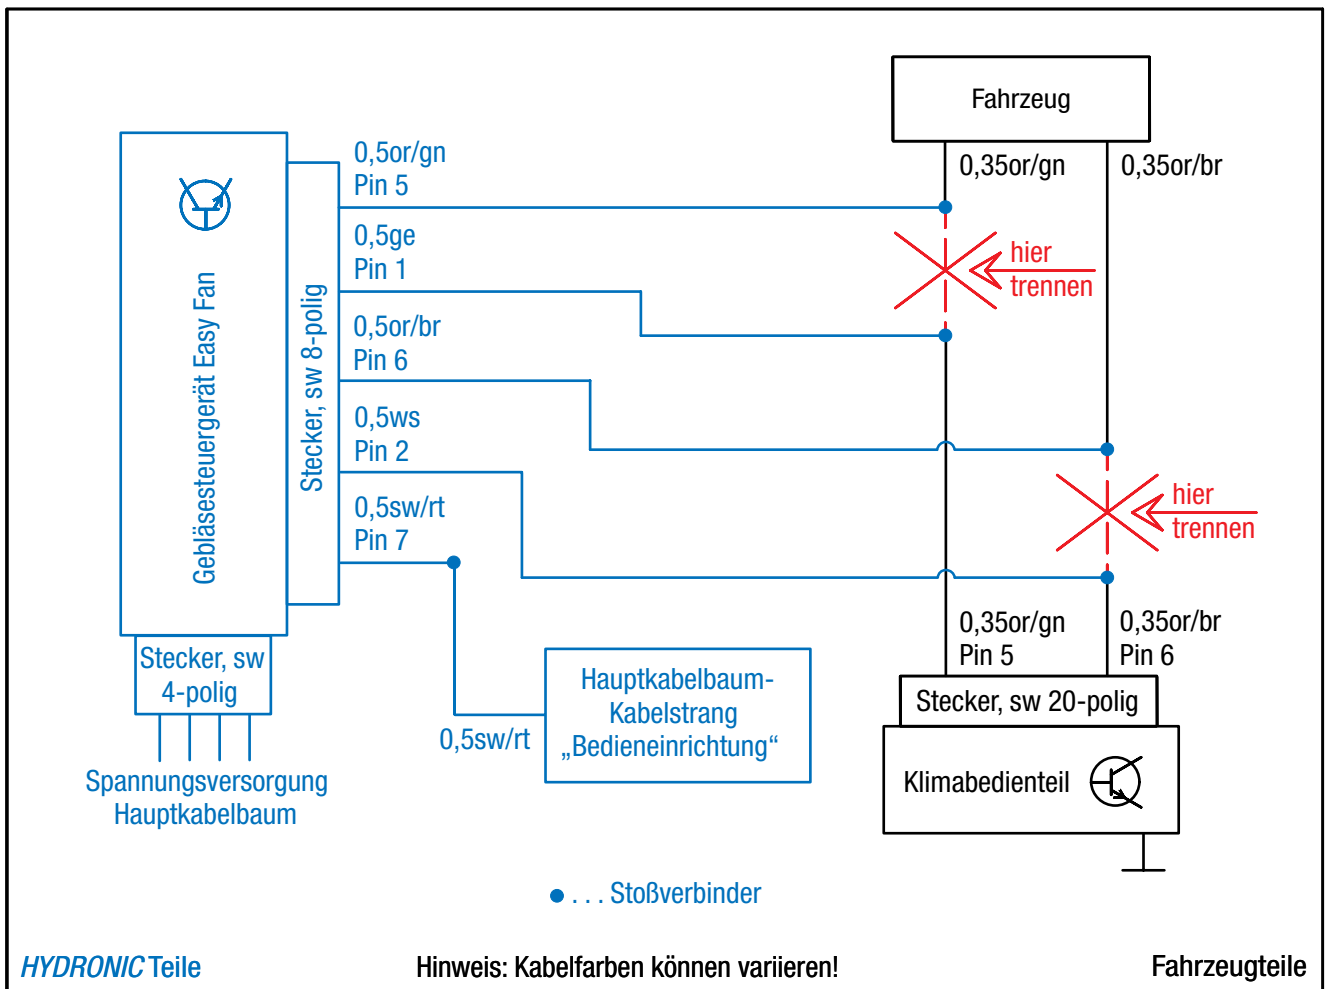 Fahrzeug
0,35or/gn
0,35or/br
0,5or/gn
Pin 5
0,5ge
Pin 1
0,5or/br
Pin 6
0,5ws
Pin 2
0,5sw/rt
Pin 7
Gebläsesteuergerät Easy Fan
Stecker, sw 8-polig
hier
trennen
hier
trennen
Stecker, sw
4-polig
Spannungsversorgung
Hauptkabelbaum
0,5sw/rt
Hauptkabelbaum-
Kabelstrang
„Bedieneinrichtung“
0,35or/gn
Pin 5
0,35or/br
Pin 6
Stecker, sw 20-polig
Klimabedienteil
. . . Stoßverbinder
HYDRONIC Teile
Hinweis: Kabelfarben können variieren!
Fahrzeugteile